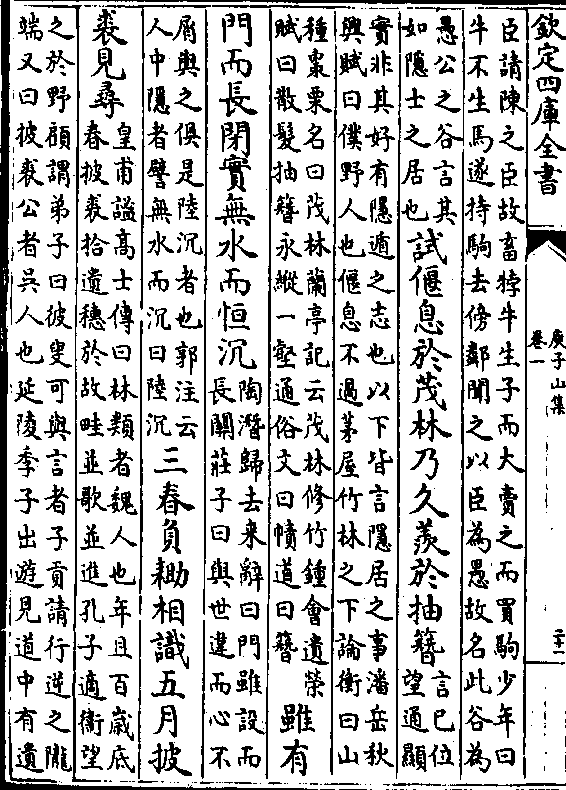 欽定四庫全書
庾子山集
卷一
二十一
臣請陳之臣故畜牸牛生子而大賣之而買駒少年曰
牛不生馬遂持駒去傍鄰聞之以臣為愚故名此谷為
愚公之谷言其
如隱士之居也
試偃息於茂林乃久羡於抽簪
言已位
望通顯
實非其好有隱遁之志也以下皆言隱居之事潘岳秋
興賦曰僕野人也偃息不過茅屋竹林之下論衡曰山
種棗栗名曰茂林蘭亭記云茂林修竹鍾會遺榮
賦曰散髮抽簪永縱一壑通俗文曰幘道曰簪
雖有
門而長閉實無水而恒沉
陶潛歸去来辭曰門雖設而
長關莊子曰與世違而心不
屑與之俱是陸沉者也郭注云
人中隱者譬無水而沉曰陸沉
三春負鋤相識五月披
裘見尋
皇甫謐高士傳曰林類者魏人也年且百嵗底
春披裘拾遺穗於故畦並歌並進孔子適衛望
之於野顧謂弟子曰彼叟可與言者子貢請行逆之隴
端又曰披裘公者吳人也延陵季子出遊見道中有遺